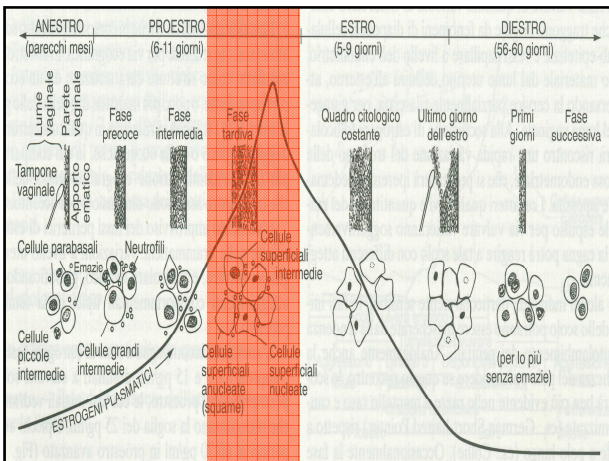 ANESTRO
(parecchi mesi)
PROESTRO
(6-11 giorni)
ESTRO
(5-9 giorni)
DIESTRO
(56-60 giorni)
Lume
vaginale
Parete
vaginale
Fase
precoce
Fase
intermedia
Fase
tardiva
Quadro citologico
costante
Ultimo giorno
dell'estro
Primi
giorni
Fase
successiva
Tampone
vaginale
Apporto
ematico
Cellule parabasali
Emazie
Neutrofili
Cellule
superficiali
intermedie
Cellule
piccole
intermedie
Cellule grandi
intermedie
Cellule
superficiali
anucleate
(squame)
Cellule
superficiali
nucleate
(per lo più
senza emazie)
ESTROGENI PLASMATICI